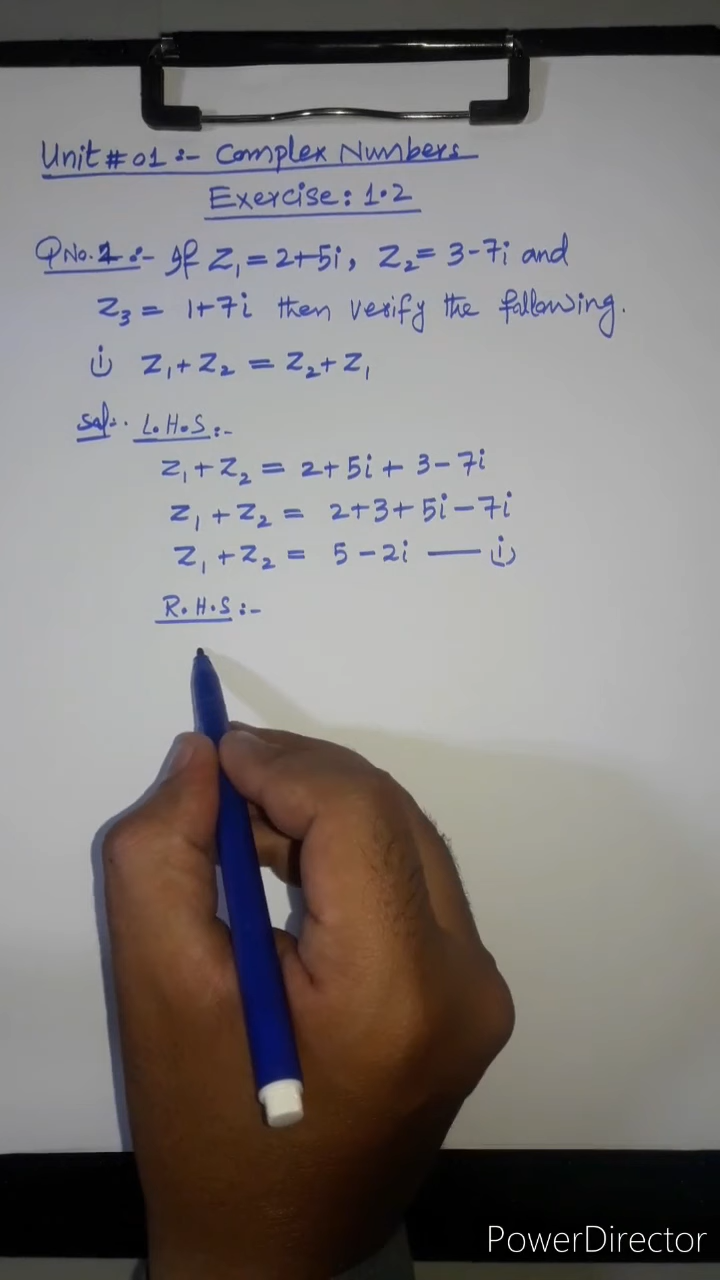 Unit # 01 :- Complex Numbers
Exercise: 1.2
Q No. 1 :- If Z₁ = 2+5i, Z₂ = 3-7i and
Z₃ = 1+7i then verify the following.
i) Z₁ + Z₂ = Z₂ + Z₁
Sol:- L.H.S:-
Z₁ + Z₂ = 2 + 5i + 3 - 7i
Z₁ + Z₂ = 2+3+5i-7i
Z₁ + Z₂ = 5 - 2i — (i)
R.H.S:-
PowerDirector